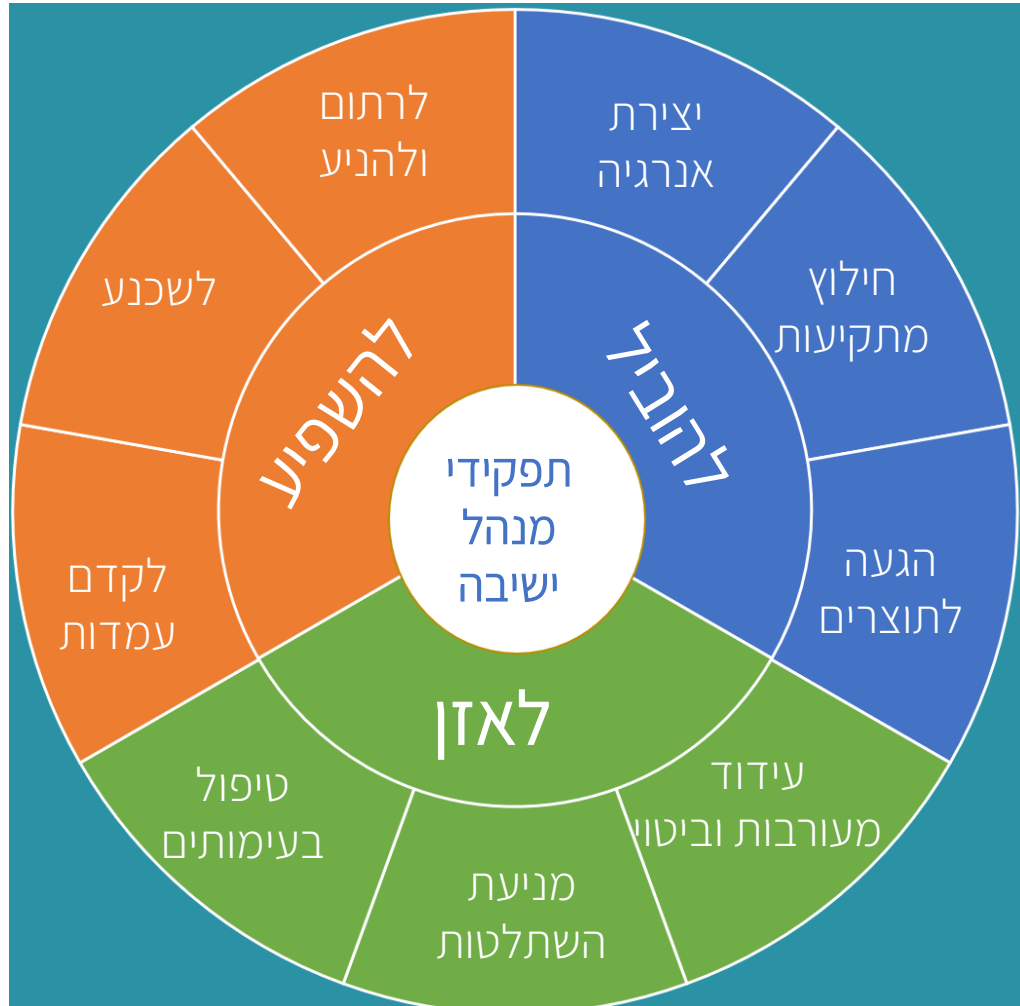 תפקידי
מנהל
ישיבה
להוביל
יצירת
אנרגיה
חילוץ
מתקיעות
הגעה
לתוצרים
לאזן
עידוד
מעורבות וביטוי
מניעת
השתלטות
טיפול
בעימותים
להשפיע
לקדם
עמדות
לשכנע
לרתום
ולהניע